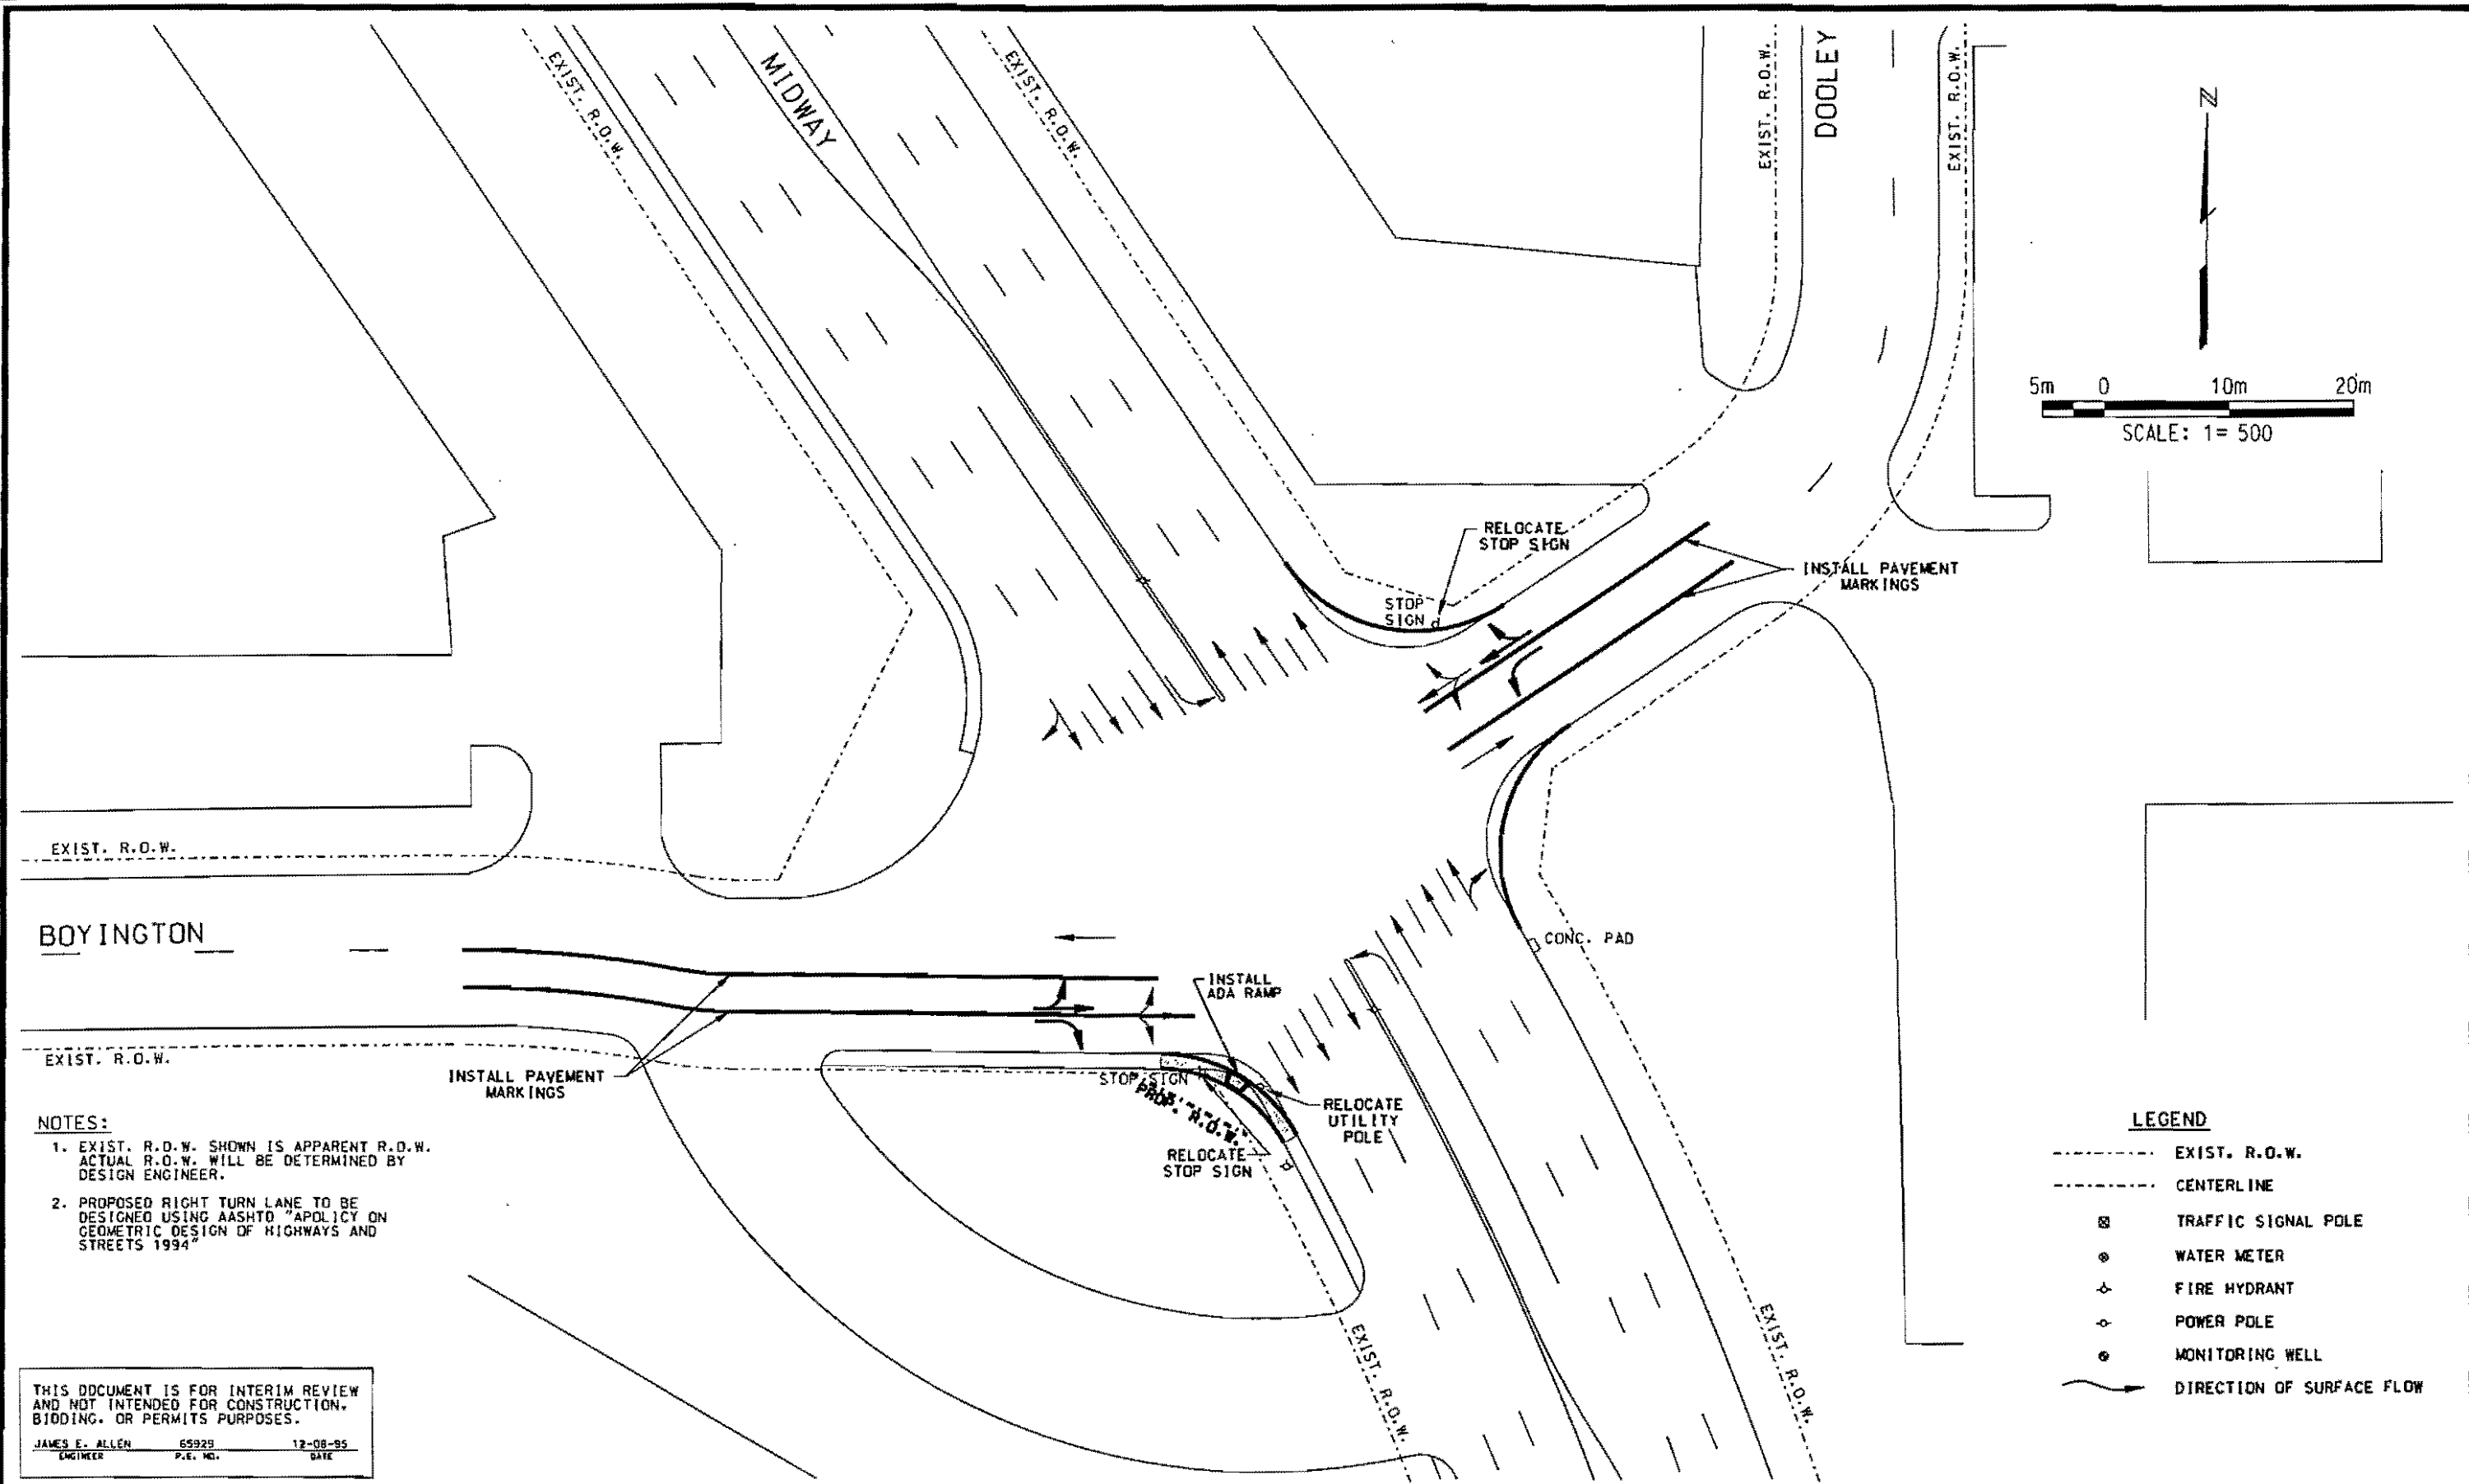 EXIST. R.O.W.
MIDWAY
EXIST. R.O.W.
EXIST. R.O.W.
DOOLEY
EXIST. R.O.W.
N
5m 0 10m 20m
SCALE: 1= 500
RELOCATE
STOP SIGN
INSTALL PAVEMENT
MARKINGS
STOP
SIGN
EXIST. R.O.W.
BOYINGTON
CONC. PAD
INSTALL
ADA RAMP
EXIST. R.O.W.
INSTALL PAVEMENT
MARKINGS
STOP SIGN
PROP. R.O.W.
RELOCATE
UTILITY
POLE
RELOCATE
STOP SIGN
NOTES:
1. EXIST. R.O.W. SHOWN IS APPARENT R.O.W.
ACTUAL R.O.W. WILL BE DETERMINED BY
DESIGN ENGINEER.
2. PROPOSED RIGHT TURN LANE TO BE
DESIGNED USING AASHTO "APOLICY ON
GEOMETRIC DESIGN OF HIGHWAYS AND
STREETS 1994"
EXIST. R.O.W.
EXIST. R.O.W.
LEGEND
EXIST. R.O.W.
CENTERLINE
TRAFFIC SIGNAL POLE
WATER METER
FIRE HYDRANT
POWER POLE
MONITORING WELL
DIRECTION OF SURFACE FLOW
THIS DOCUMENT IS FOR INTERIM REVIEW
AND NOT INTENDED FOR CONSTRUCTION,
BIDDING, OR PERMITS PURPOSES.
JAMES E. ALLEN 65929 12-08-95
ENGINEER P.E. NO. DATE